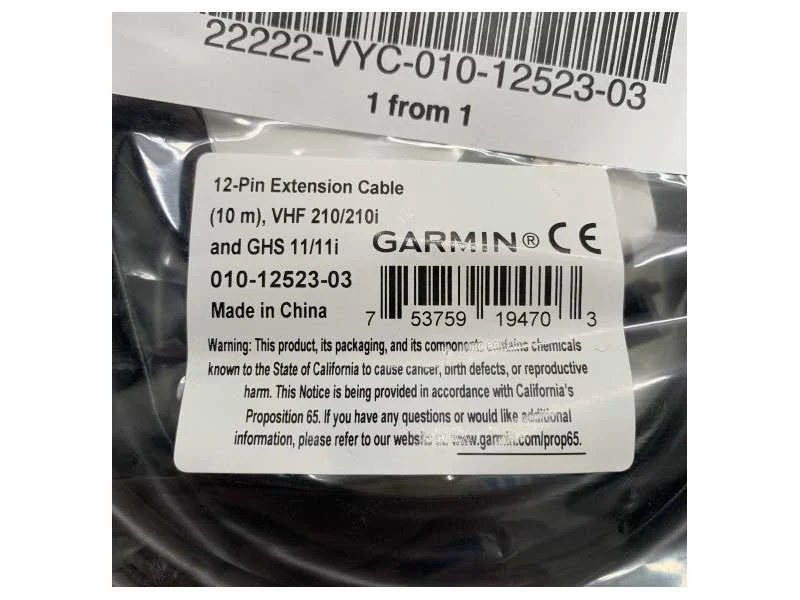 22222-VYC-010-12523-03
1 from 1
12-Pin Extension Cable
(10 m), VHF 210/210i
and GHS 11/11i
GARMIN® CE
010-12523-03
Made in China
7 53759 19470 3
Warning: This product, its packaging, and its components contains chemicals
known to the State of California to cause cancer, birth defects, or reproductive
harm. This Notice is being provided in accordance with California's
Proposition 65. If you have any questions or would like additional
information, please refer to our website www.garmin/prop65.